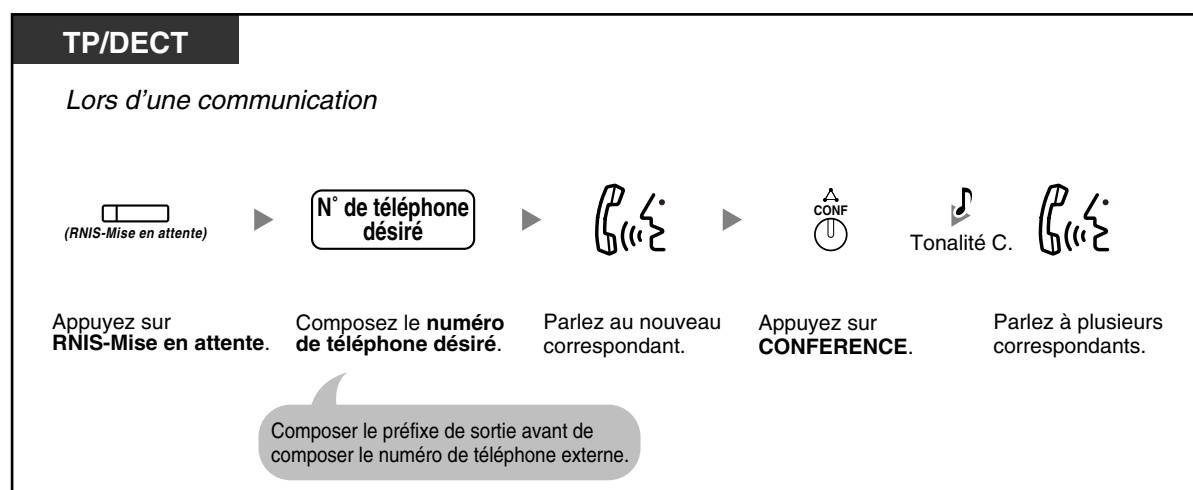 TP/DECT
Lors d'une communication
(RNIS-Mise en attente)
N° de téléphone
désiré
CONF
Tonalité C.
Appuyez sur
RNIS-Mise en attente.
Composez le numéro
de téléphone désiré.
Parlez au nouveau
correspondant.
Appuyez sur
CONFERENCE.
Parlez à plusieurs
correspondants.
Composer le préfixe de sortie avant de
composer le numéro de téléphone externe.